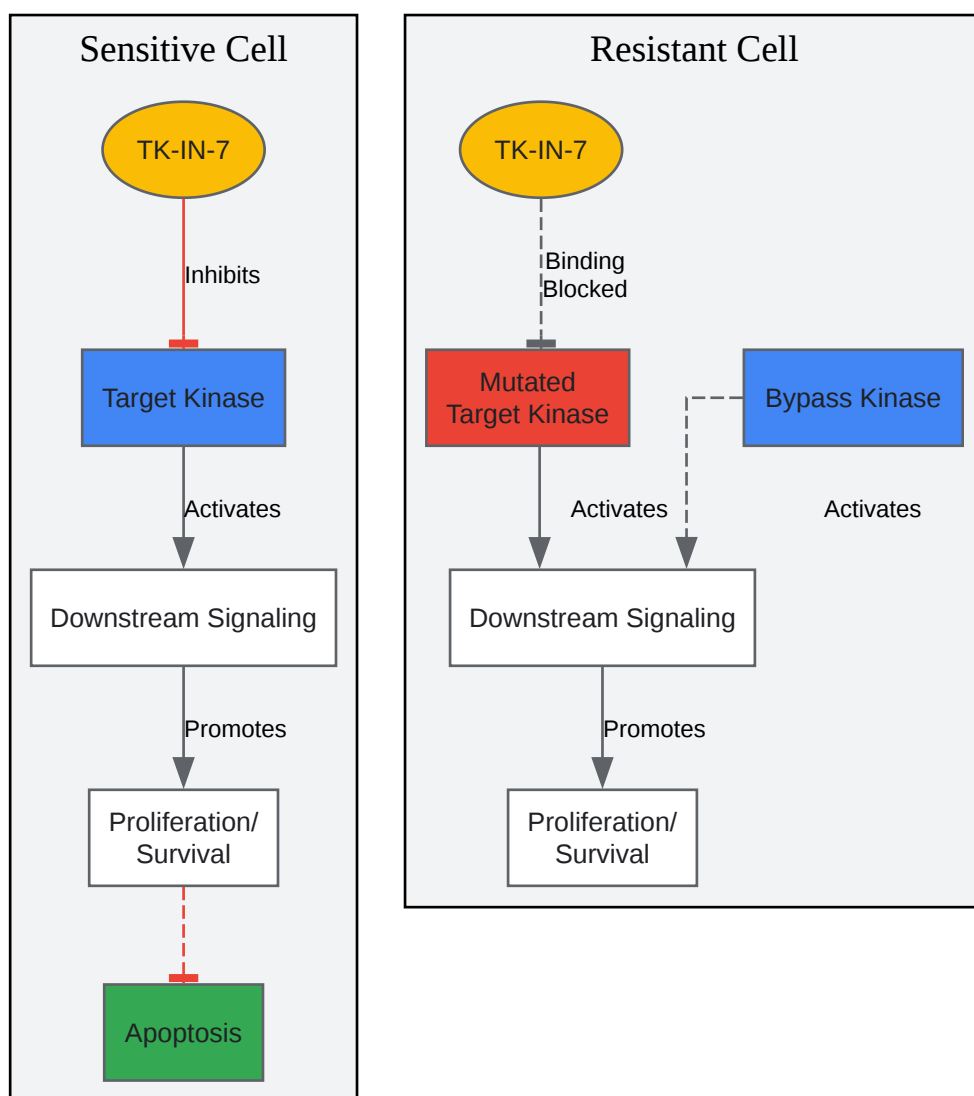 Sensitive Cell
TK-IN-7
Inhibits
Target Kinase
Activates
Downstream Signaling
Promotes
Proliferation/
Survival
Apoptosis
Resistant Cell
TK-IN-7
Binding
Blocked
Mutated
Target Kinase
Bypass Kinase
Activates
Activates
Downstream Signaling
Promotes
Proliferation/
Survival